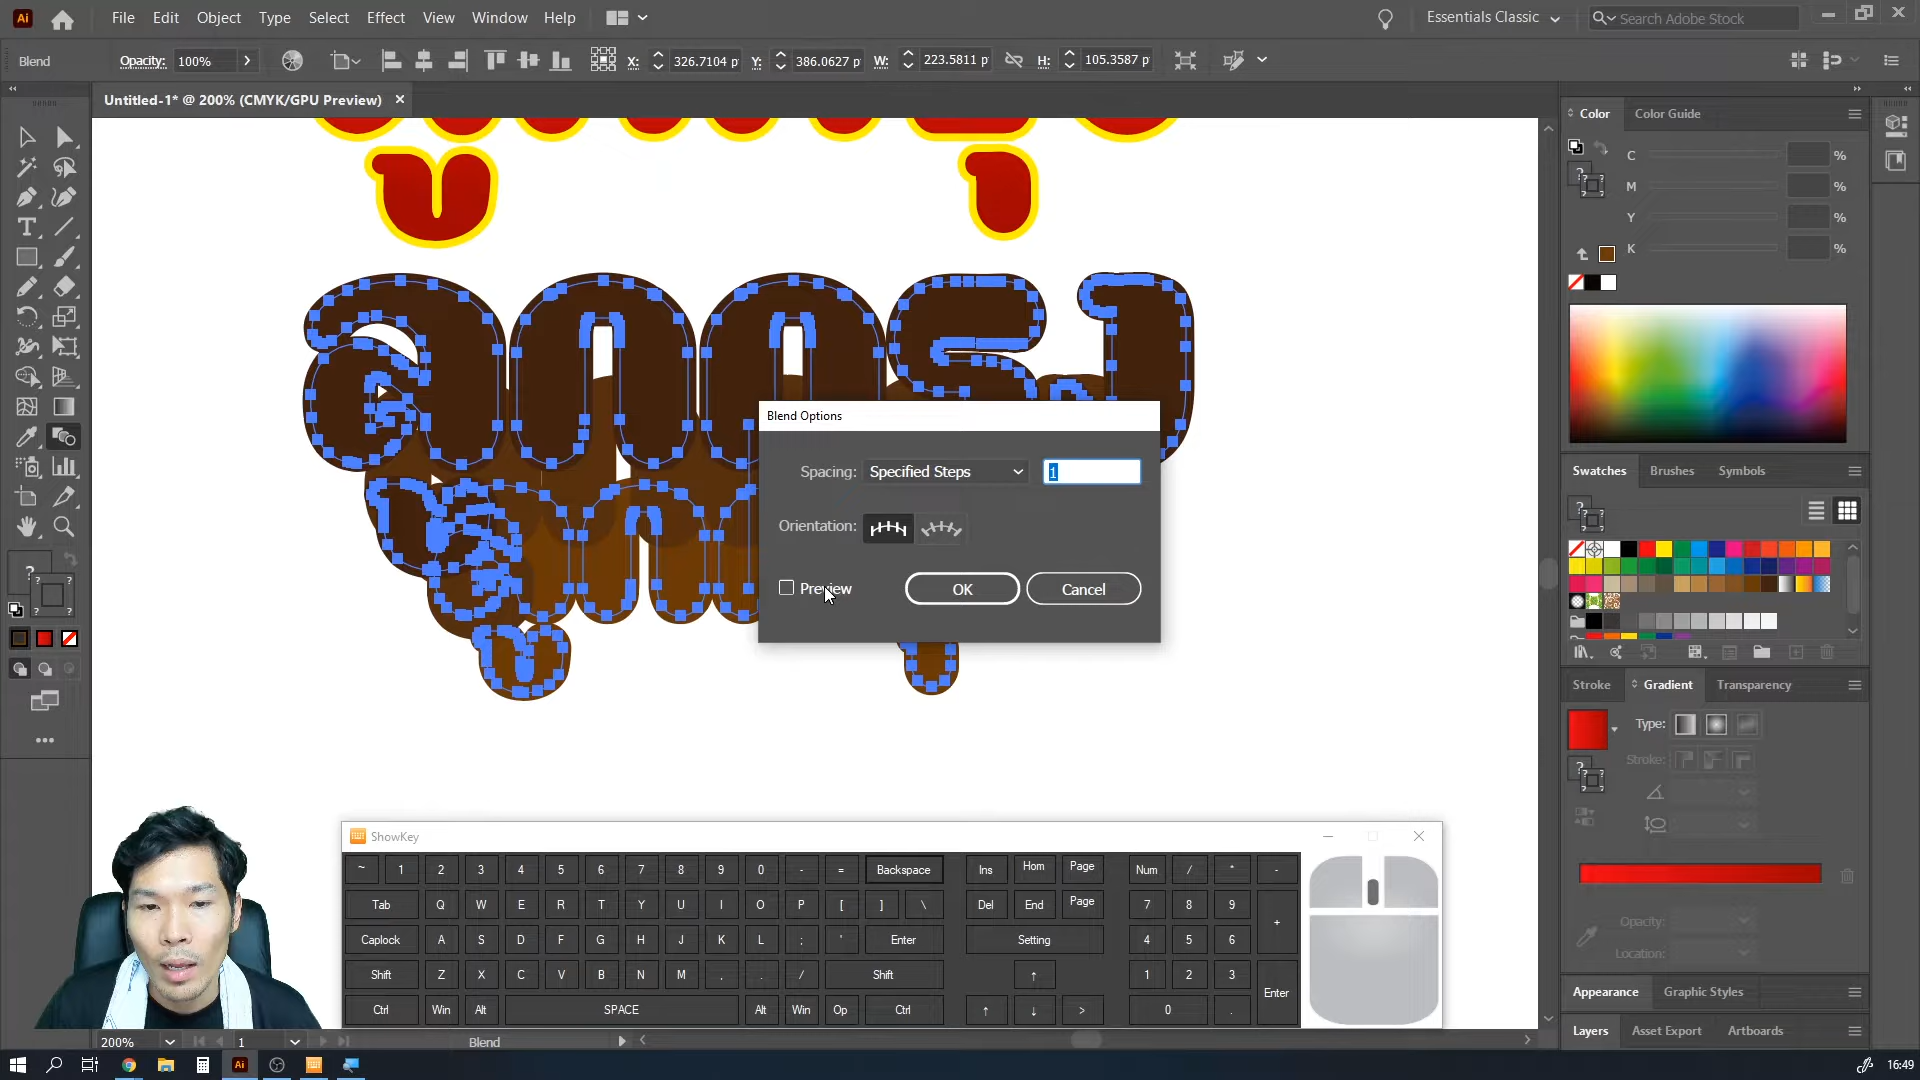 Ai File Edit Object Type Select Effect View Window Help Essentials Classic Search Adobe Stock
Blend Opacity: 100% X: 326.7104 p Y: 386.0627 p W: 223.5811 p H: 105.3587 p
Untitled-1* @ 200% (CMYK/GPU Preview)
Color Color Guide
C %
M %
Y %
K %
Blend Options
Spacing: Specified Steps 1
Orientation:
Preview OK Cancel
Swatches Brushes Symbols
Stroke Gradient Transparency
Type:
Stroke:
Opacity:
Location:
Appearance Graphic Styles
Layers Asset Export Artboards
ShowKey
~ 1 2 3 4 5 6 7 8 9 0 - = Backspace Ins Hom Page Num / * -
Tab Q W E R T Y U I O P [ ] \ Del End Page 7 8 9 +
Caplock A S D F G H J K L ; ' Enter Setting 4 5 6
Shift Z X C V B N M , . / Shift ↑ 1 2 3 Enter
Ctrl Win Alt SPACE Alt Win Op Ctrl ↑ ↓ > 0 .
200% 1 Blend
Ai 16:49